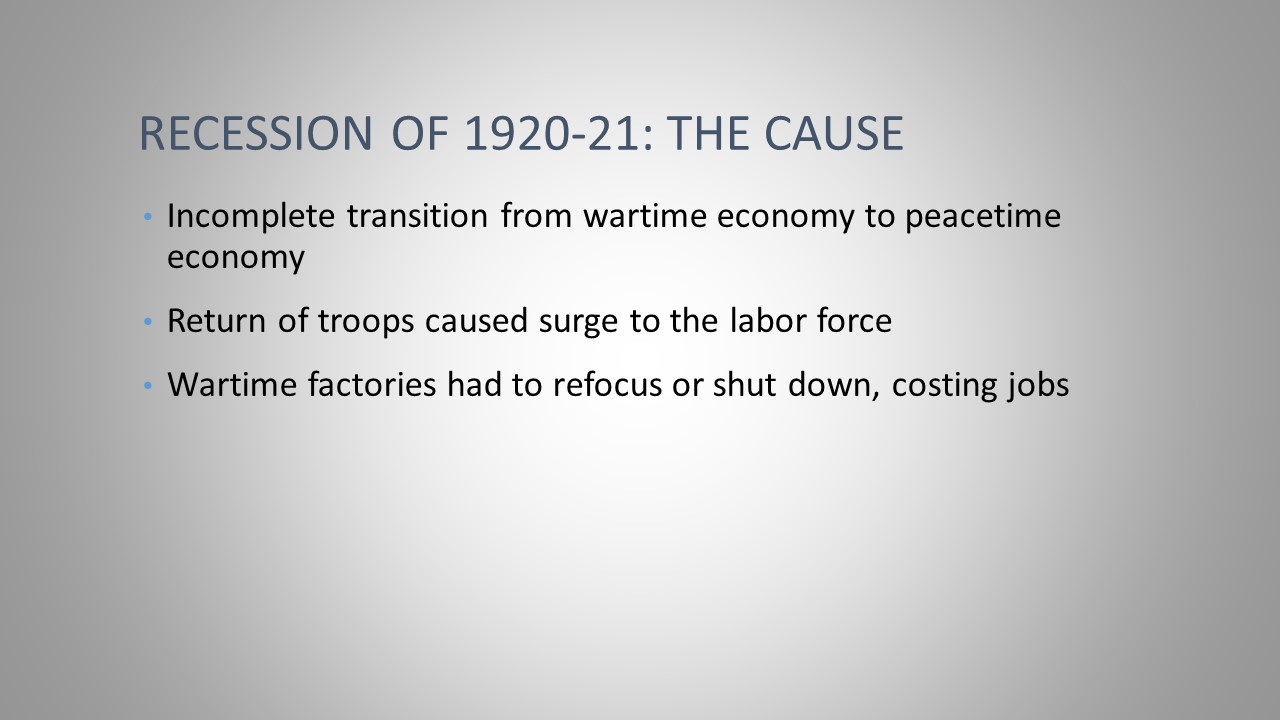 RECESSION OF 1920-21: THE CAUSE
• Incomplete transition from wartime economy to peacetime
economy
• Return of troops caused surge to the labor force
• Wartime factories had to refocus or shut down, costing jobs